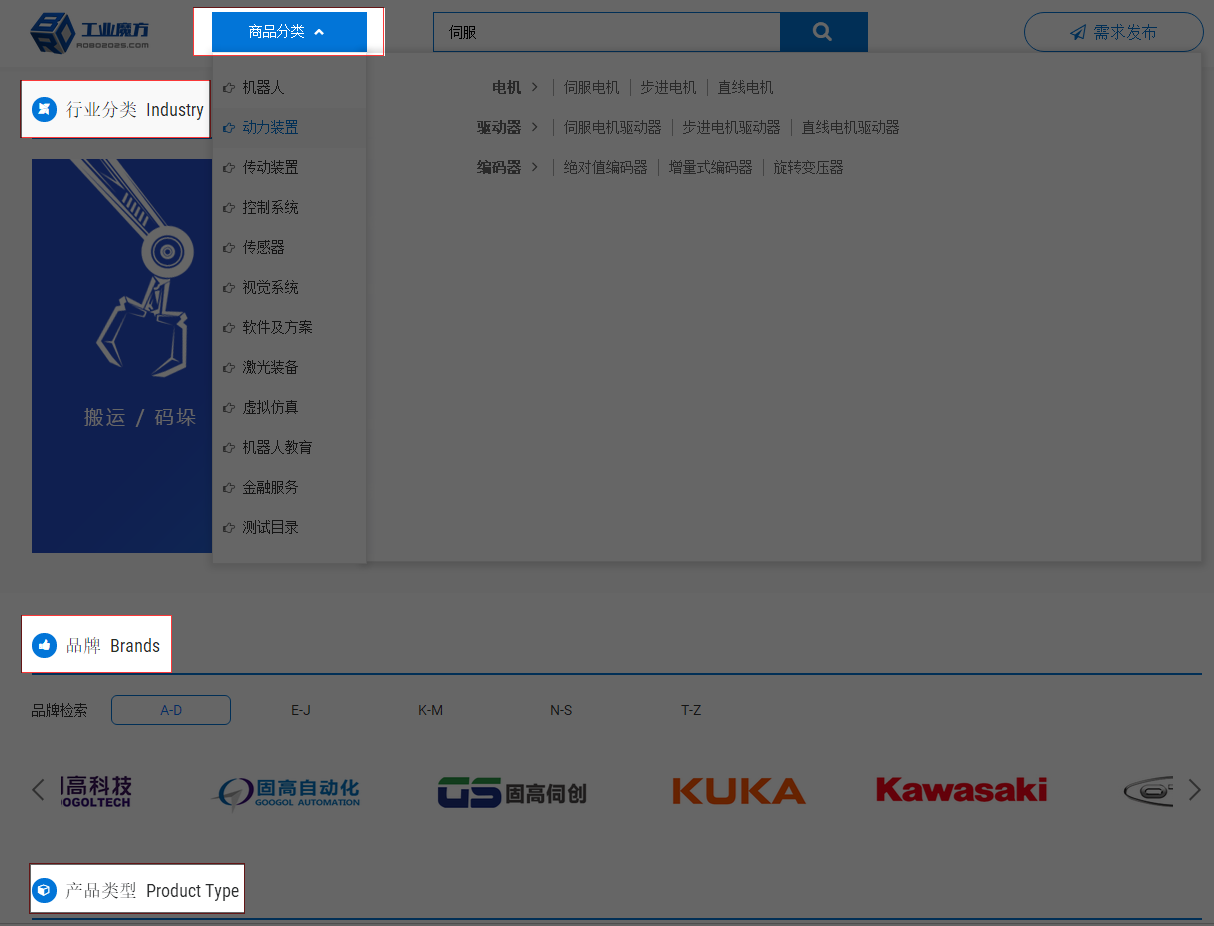 工业魔方
ROBO2025.COM
商品分类
伺服
需求发布
行业分类 Industry
机器人
动力装置
传动装置
控制系统
传感器
视觉系统
软件及方案
激光装备
虚拟仿真
机器人教育
金融服务
测试目录
电机 伺服电机 步进电机 直线电机
驱动器 伺服电机驱动器 步进电机驱动器 直线电机驱动器
编码器 绝对值编码器 增量式编码器 旋转变压器
搬运 / 码垛
品牌 Brands
品牌检索 A-D E-J K-M N-S T-Z
高科技
OGOLTECH
固高自动化
GOOGOL AUTOMATION
GS固高伺创
KUKA
Kawasaki
产品类型 Product Type